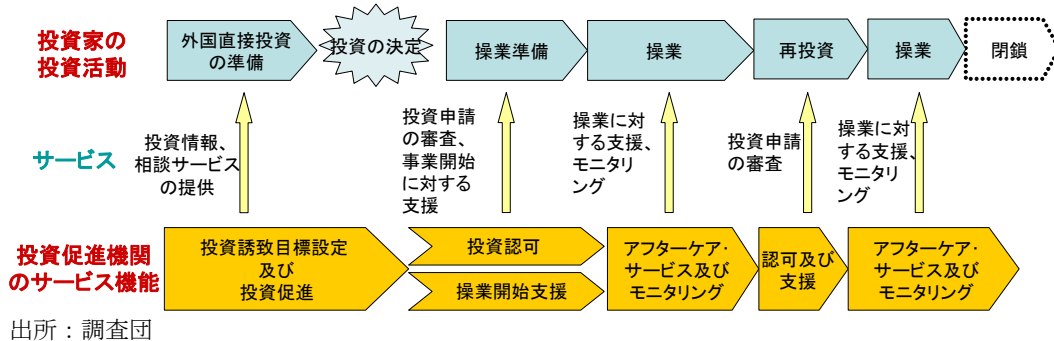 投資家の
投資活動
外国直接投資
の準備
投資の決定
操業準備
操業
再投資
操業
閉鎖
サービス
投資情報、
相談サービス
の提供
投資申請
の審査、
事業開始
に対する
支援
操業に対
する支援、
モニタリ
ング
投資申請
の審査
操業に対
する支援、
モニタリ
ング
投資促進機関
のサービス機能
投資誘致目標設定
及び
投資促進
投資認可
操業開始支援
アフターケア・
サービス及び
モニタリング
認可及び
支援
アフターケア・
サービス及び
モニタリング
出所：調査団